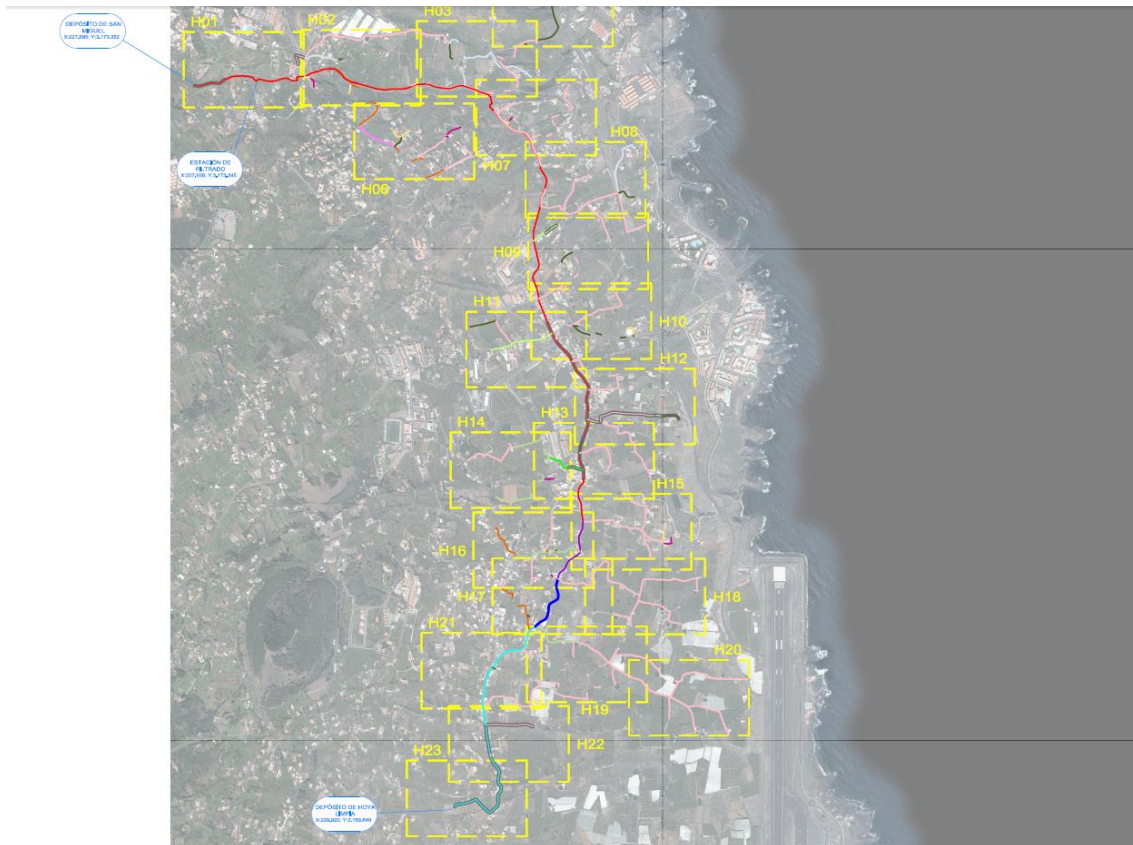 H03
DEPÓSITO DE SAN
MIGUEL
H01
H02
H08
ESTACIÓN DE
FILTRADO
H06
H07
H09
H11
H10
H12
H13
H14
H15
H16
H17
H18
H21
H20
H19
H22
H23
DEPÓSITO DE HOYA
LIMPIA